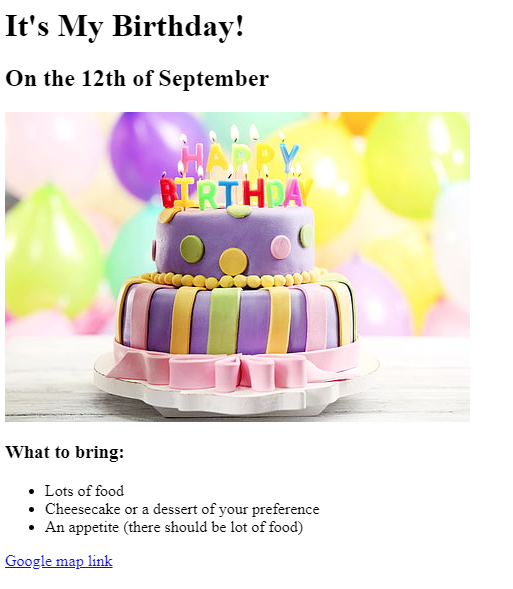 It's My Birthday!
On the 12th of September
HAPPY
BIRTHDAY
What to bring:
Lots of food
Cheesecake or a dessert of your preference
An appetite (there should be lot of food)
Google map link